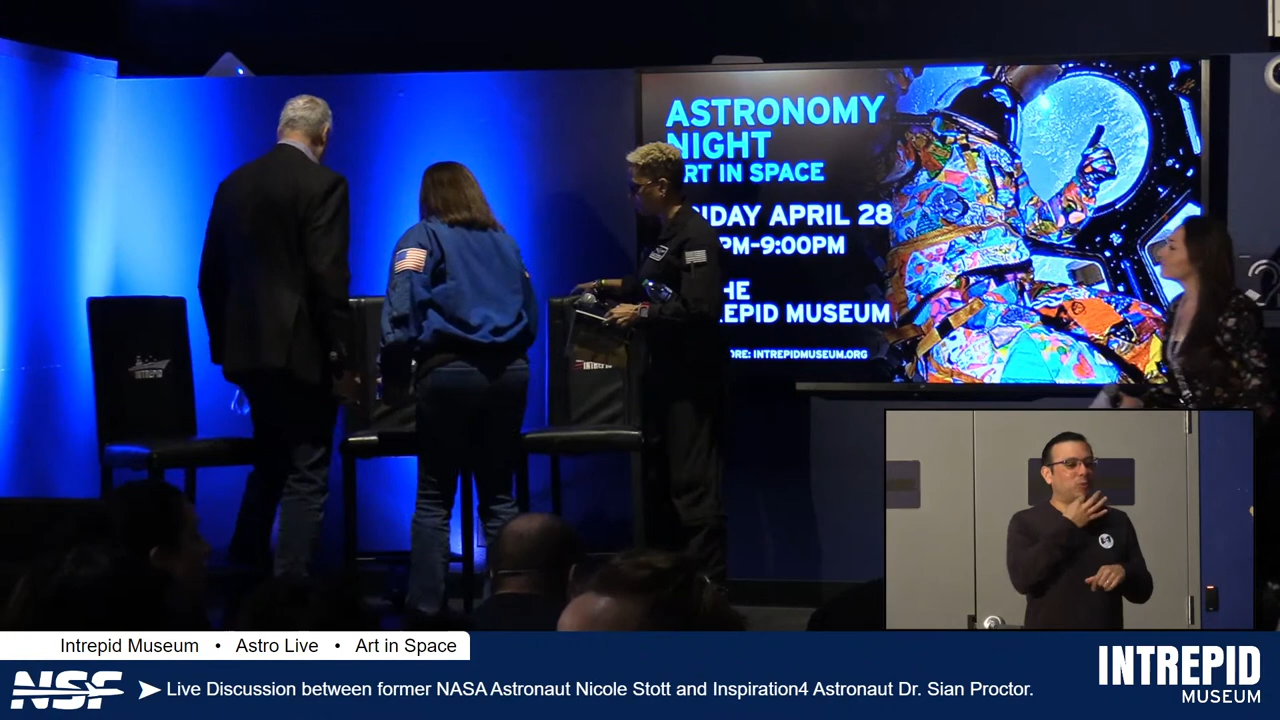 ASTRONOMY
NIGHT
RT IN SPACE
IDAY APRIL 28
PM-9:00PM
HE
EPID MUSEUM
ORE: INTREPIDMUSEUM.ORG
INTREPID
Intrepid Museum • Astro Live • Art in Space
NSF
Live Discussion between former NASA Astronaut Nicole Stott and Inspiration4 Astronaut Dr. Sian Proctor.
INTREPID
MUSEUM